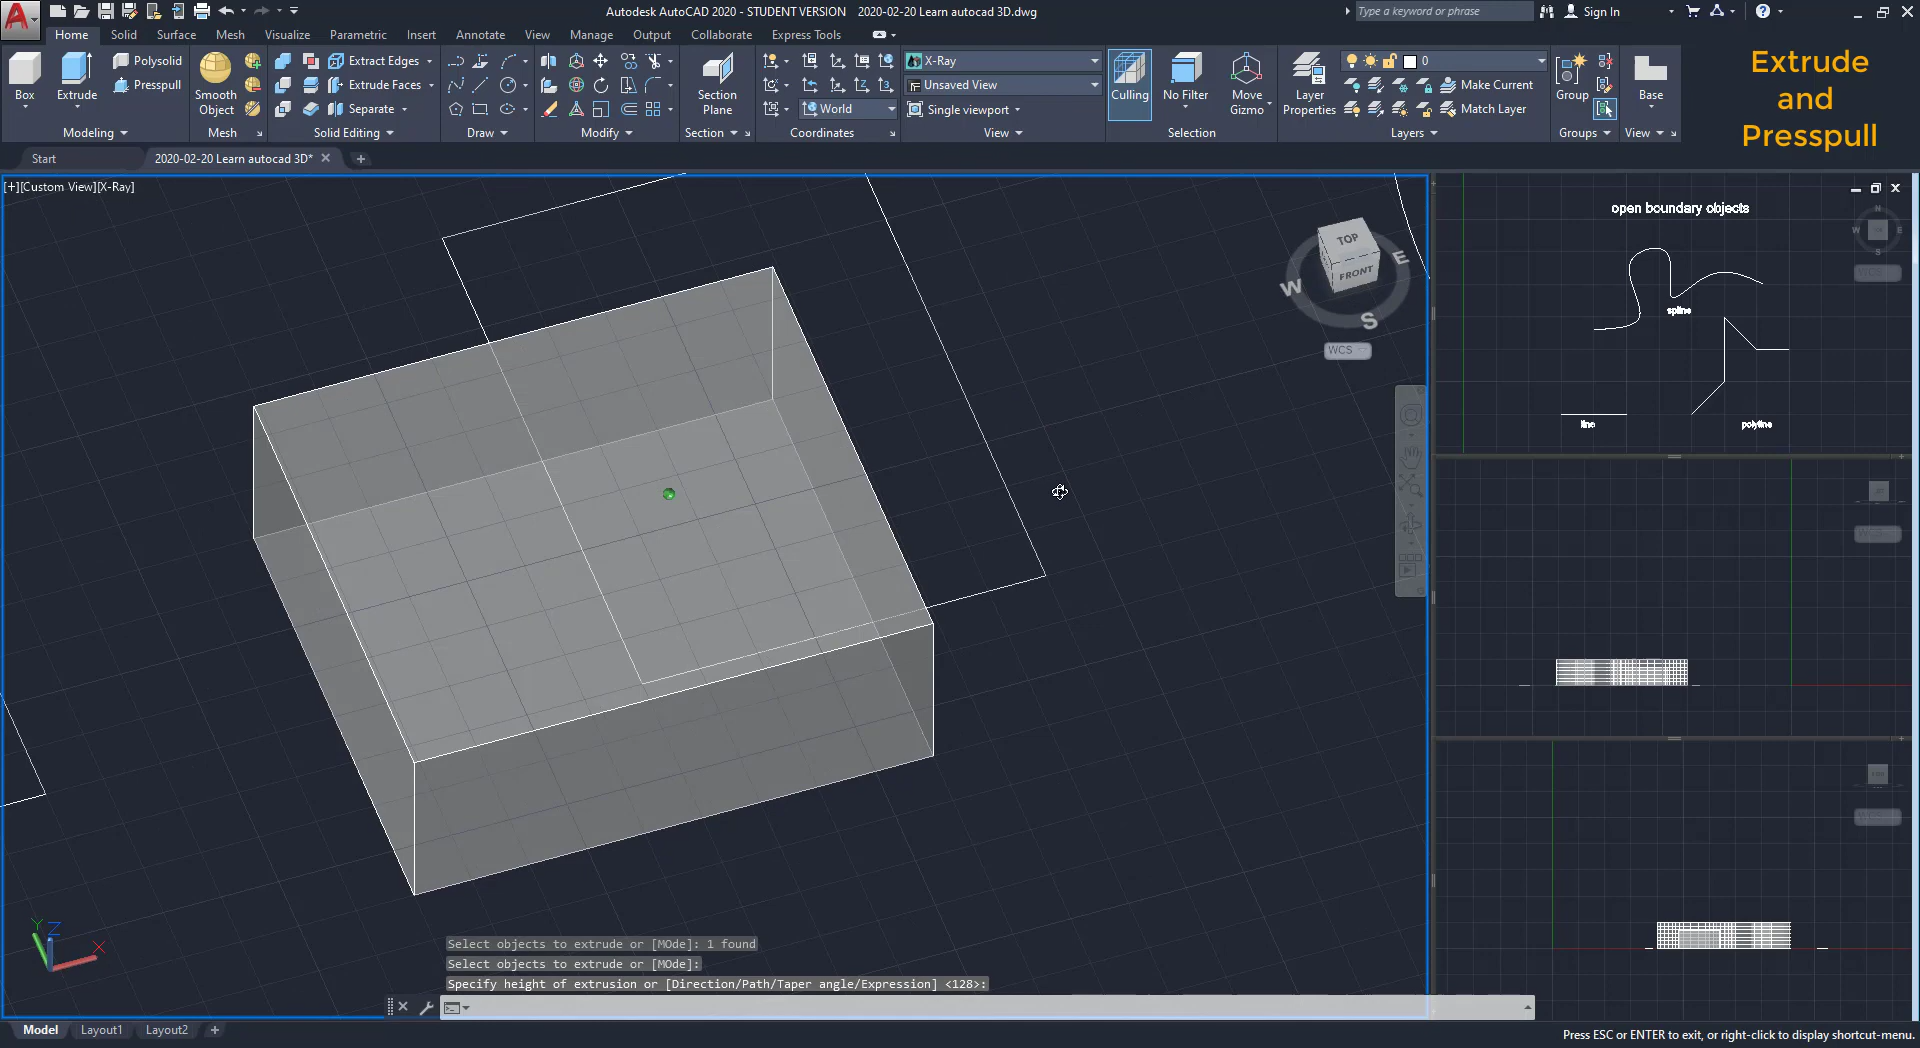 Autodesk AutoCAD 2020 - STUDENT VERSION 2020-02-20 Learn autocad 3D.dwg
Type a keyword or phrase
Sign In
Home Solid Surface Mesh Visualize Parametric Insert Annotate View Manage Output Collaborate Express Tools
Box
Extrude
Polysolid
Presspull
Modeling
Smooth
Object
Mesh
Extract Edges
Extrude Faces
Separate
Solid Editing
Draw
Modify
Section
Plane
Section
World
Coordinates
X-Ray
Unsaved View
Single viewport
View
Culling
No Filter
Move
Gizmo
Selection
Layer
Properties
0
Make Current
Match Layer
Layers
Group
Groups
Base
View
Extrude
and
Presspull
Start
2020-02-20 Learn autocad 3D*
[+][Custom View][X-Ray]
TOP
FRONT
W
E
S
WCS
open boundary objects
N
W
E
S
WCS
spline
line
polyline
Y
Z
X
Select objects to extrude or [MOde]: 1 found
Select objects to extrude or [MOde]:
Specify height of extrusion or [Direction/Path/Taper angle/Expression] <128>:
Model Layout1 Layout2
Press ESC or ENTER to exit, or right-click to display shortcut-menu.